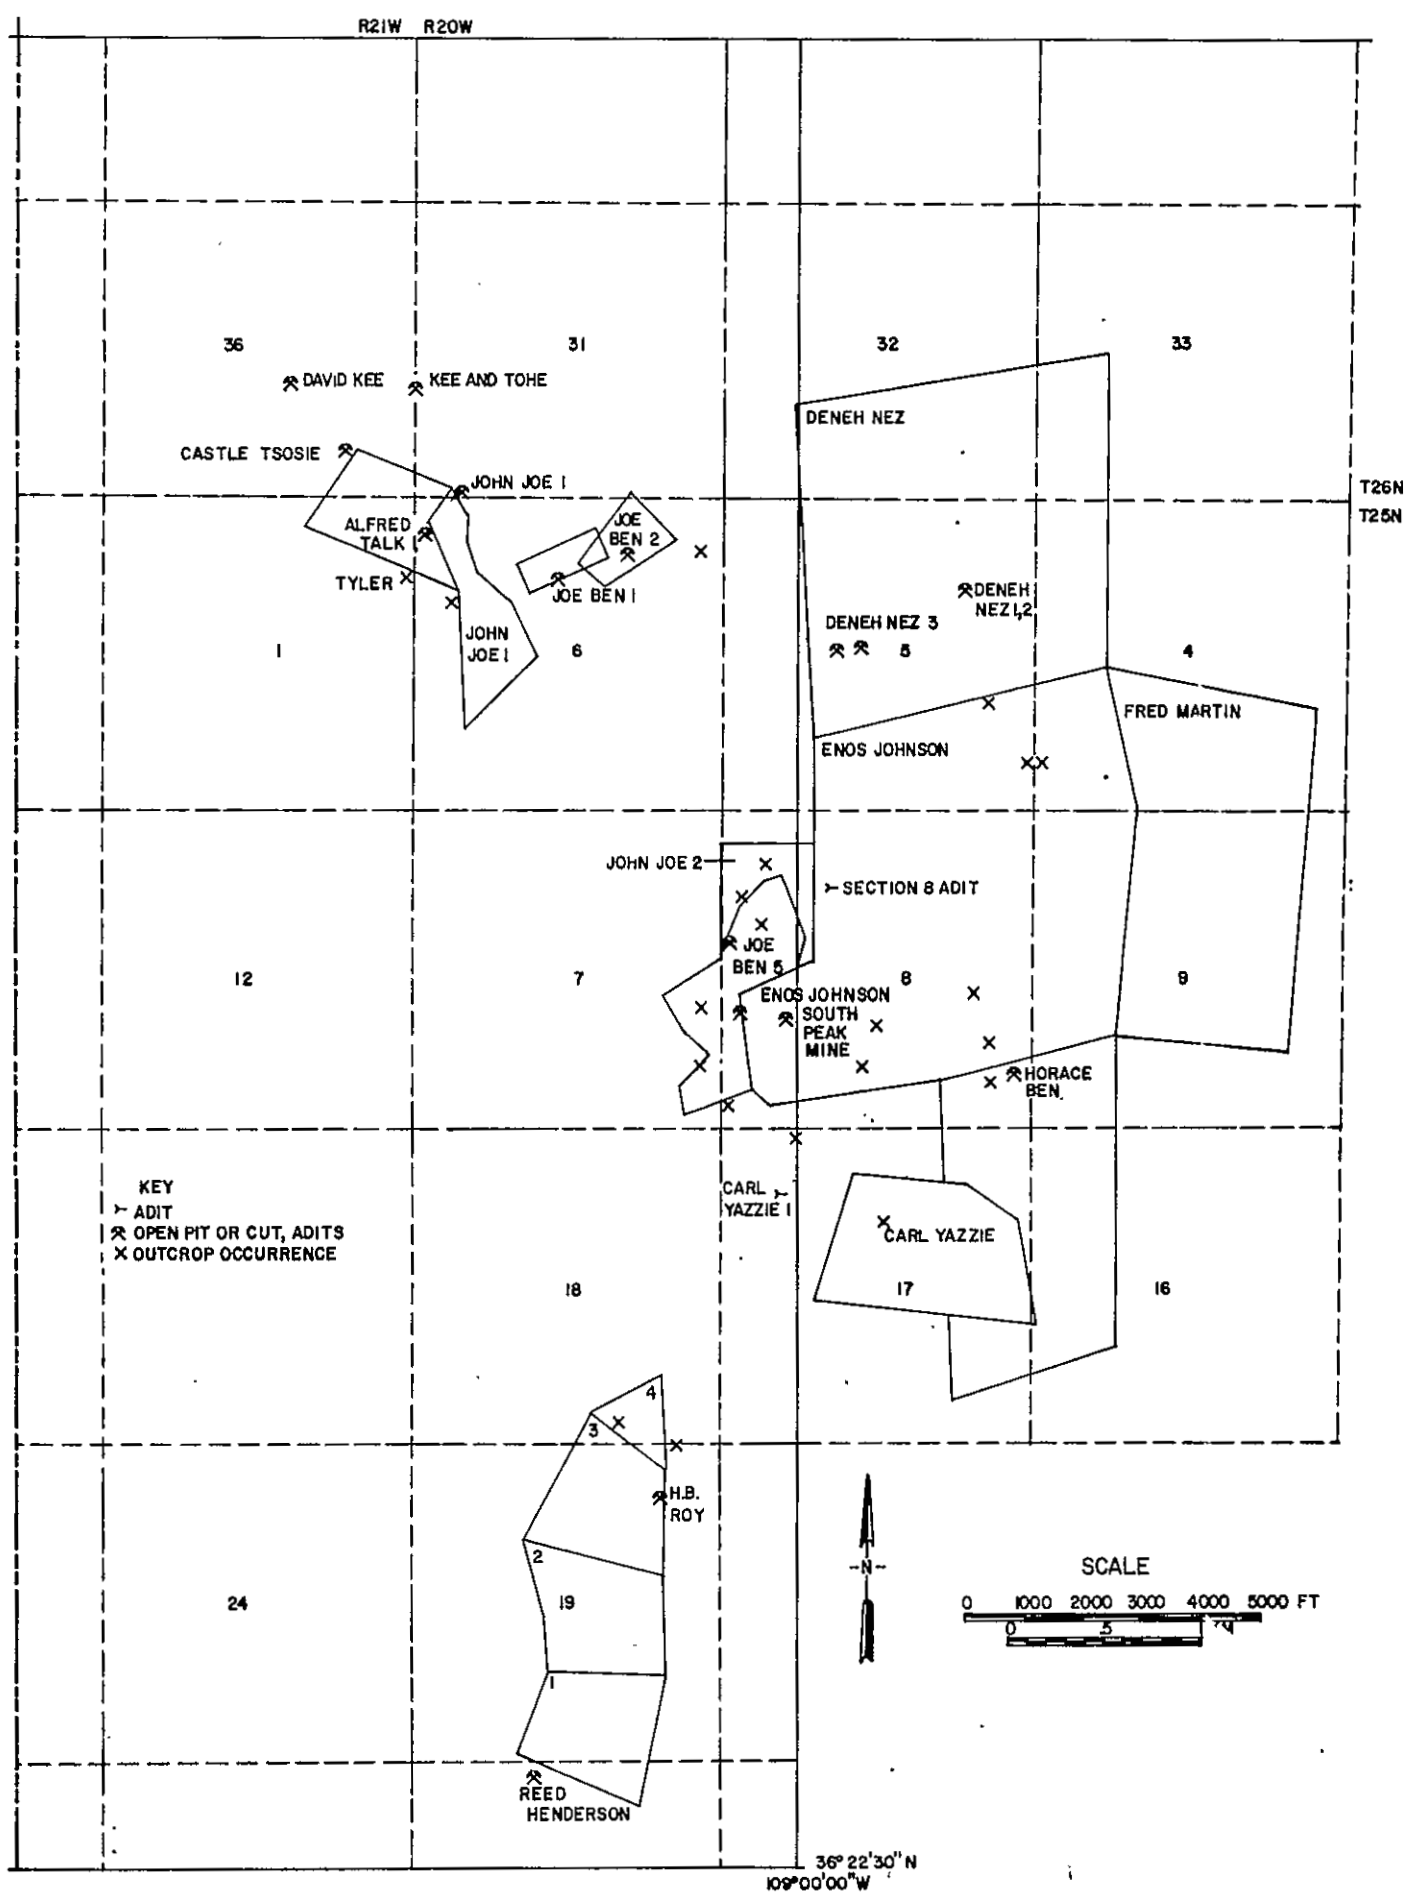 R21W R20W
36
31
32
33
DAVID KEE
KEE AND TOHE
DENEH NEZ
CASTLE TSOSIE
JOHN JOE 1
T26N
T25N
ALFRED
TALK
JOE
BEN 2
TYLER
JOE BEN 1
DENEH
NEZ 1,2
DENEH NEZ 3
JOHN
JOE 1
1
6
5
4
FRED MARTIN
ENOS JOHNSON
JOHN JOE 2
SECTION 8 ADIT
JOE
BEN 5
12
7
8
9
ENOS JOHNSON
SOUTH
PEAK
MINE
HORACE
BEN
KEY
ADIT
OPEN PIT OR CUT, ADITS
OUTCROP OCCURRENCE
CARL
YAZZIE 1
CARL YAZZIE
18
17
16
4
3
H.B.
ROY
2
19
24
1
-N-
SCALE
0 1000 2000 3000 4000 5000 FT
0 .5
REED
HENDERSON
36° 22'30" N
109°00'00"W